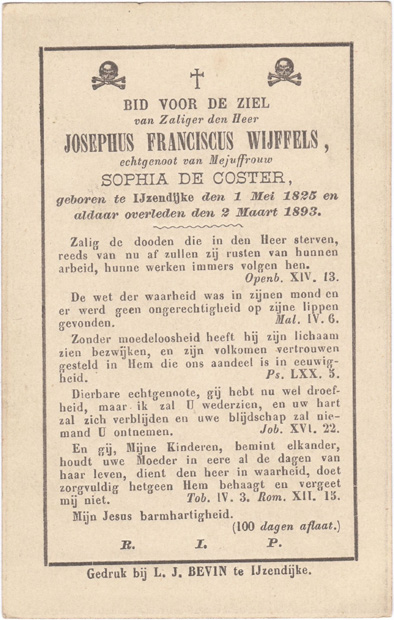 BID VOOR DE ZIEL
van Zaliger den Heer
JOSEPHUS FRANCISCUS WIJFFELS,
echtgenoot van Mejuffrouw
SOPHIA DE COSTER,
geboren te IJzendijke den 1 Mei 1825 en
aldaar overleden den 2 Maart 1893.
Zalig de dooden die in den Heer sterven,
reeds van nu af zullen zij rusten van hunnen
arbeid, hunne werken immers volgen hen.
Openb. XIV. 13.
De wet der waarheid was in zijnen mond en
er werd geen ongerechtigheid op zijne lippen
gevonden. Mal. IV. 6.
Zonder moedeloosheid heeft hij zijn lichaam
zien bezwijken, en zijn volkomen vertrouwen
gesteld in Hem die ons aandeel is in eeuwig-
heid. Ps. LXX. 5.
Dierbare echtgenoote, gij hebt nu wel droef-
heid, maar ik zal U wederzien, en uw hart
zal zich verblijden en uwe blijdschap zal nie-
mand U ontnemen. Job. XVI. 22.
En gij, Mijne Kinderen, bemint elkander,
houdt uwe Moeder in eere al de dagen van
haar leven, dient den heer in waarheid, doet
zorgvuldig hetgeen Hem behaagt en vergeet
mij niet. Tob. IV. 3. Rom. XII. 15.
Mijn Jesus barmhartigheid.
(100 dagen aflaat.)
R. I. P.
Gedruk bij L. J. BEVIN te IJzendijke.